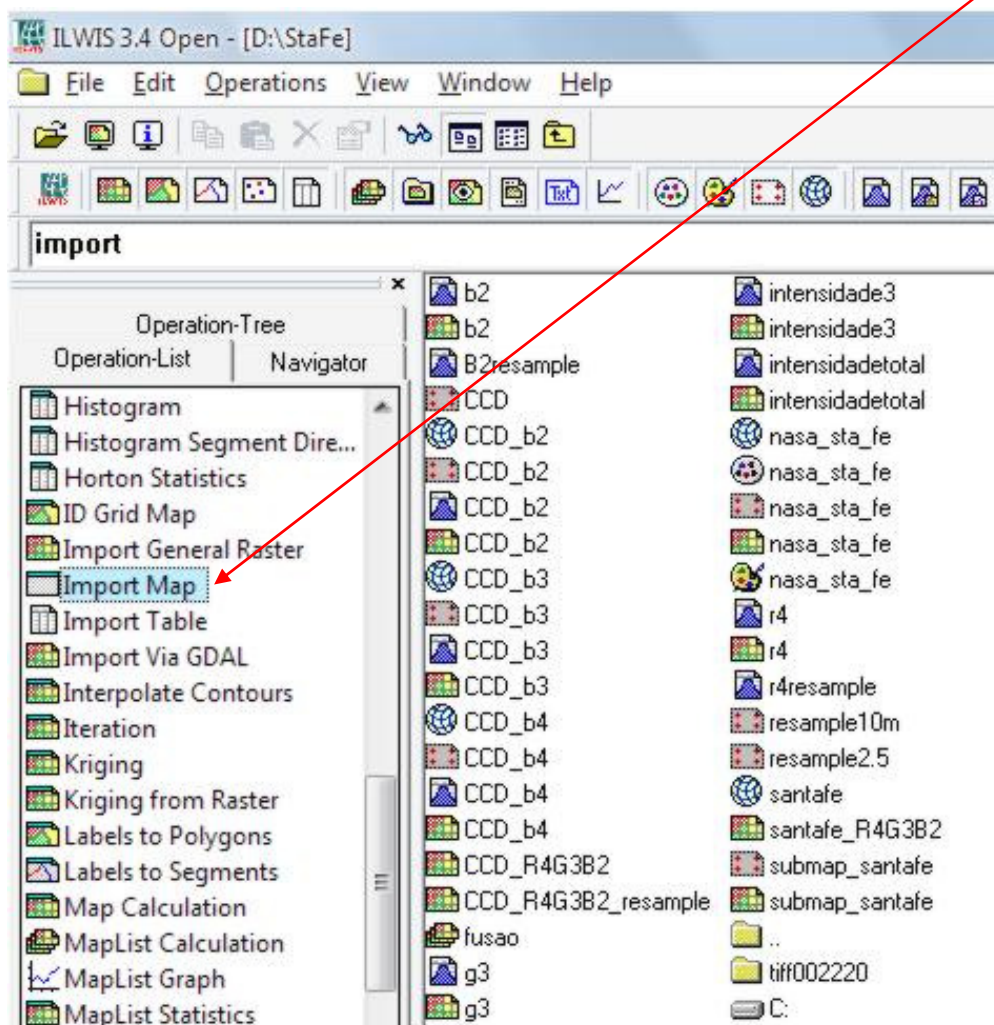 ILWIS 3.4 Open - [D:\StaFe]
File Edit Operations View Window Help
ILWIS
Txt
import
Operation-Tree
Operation-List Navigator
Histogram
Histogram Segment Dire...
Horton Statistics
ID Grid Map
Import General Raster
Import Map
Import Table
Import Via GDAL
Interpolate Contours
Iteration
Kriging
Kriging from Raster
Labels to Polygons
Labels to Segments
Map Calculation
MapList Calculation
MapList Graph
MapList Statistics
b2
b2
B2resample
CCD
CCD_b2
CCD_b2
CCD_b2
CCD_b2
CCD_b3
CCD_b3
CCD_b3
CCD_b3
CCD_b4
CCD_b4
CCD_b4
CCD_b4
CCD_R4G3B2
CCD_R4G3B2_resample
fusao
g3
g3
intensidade3
intensidade3
intensidadetotal
intensidadetotal
nasa_sta_fe
nasa_sta_fe
nasa_sta_fe
nasa_sta_fe
nasa_sta_fe
r4
r4
r4resample
resample10m
resample2.5
santafe
santafe_R4G3B2
submap_santafe
submap_santafe
..
tiff002220
C: